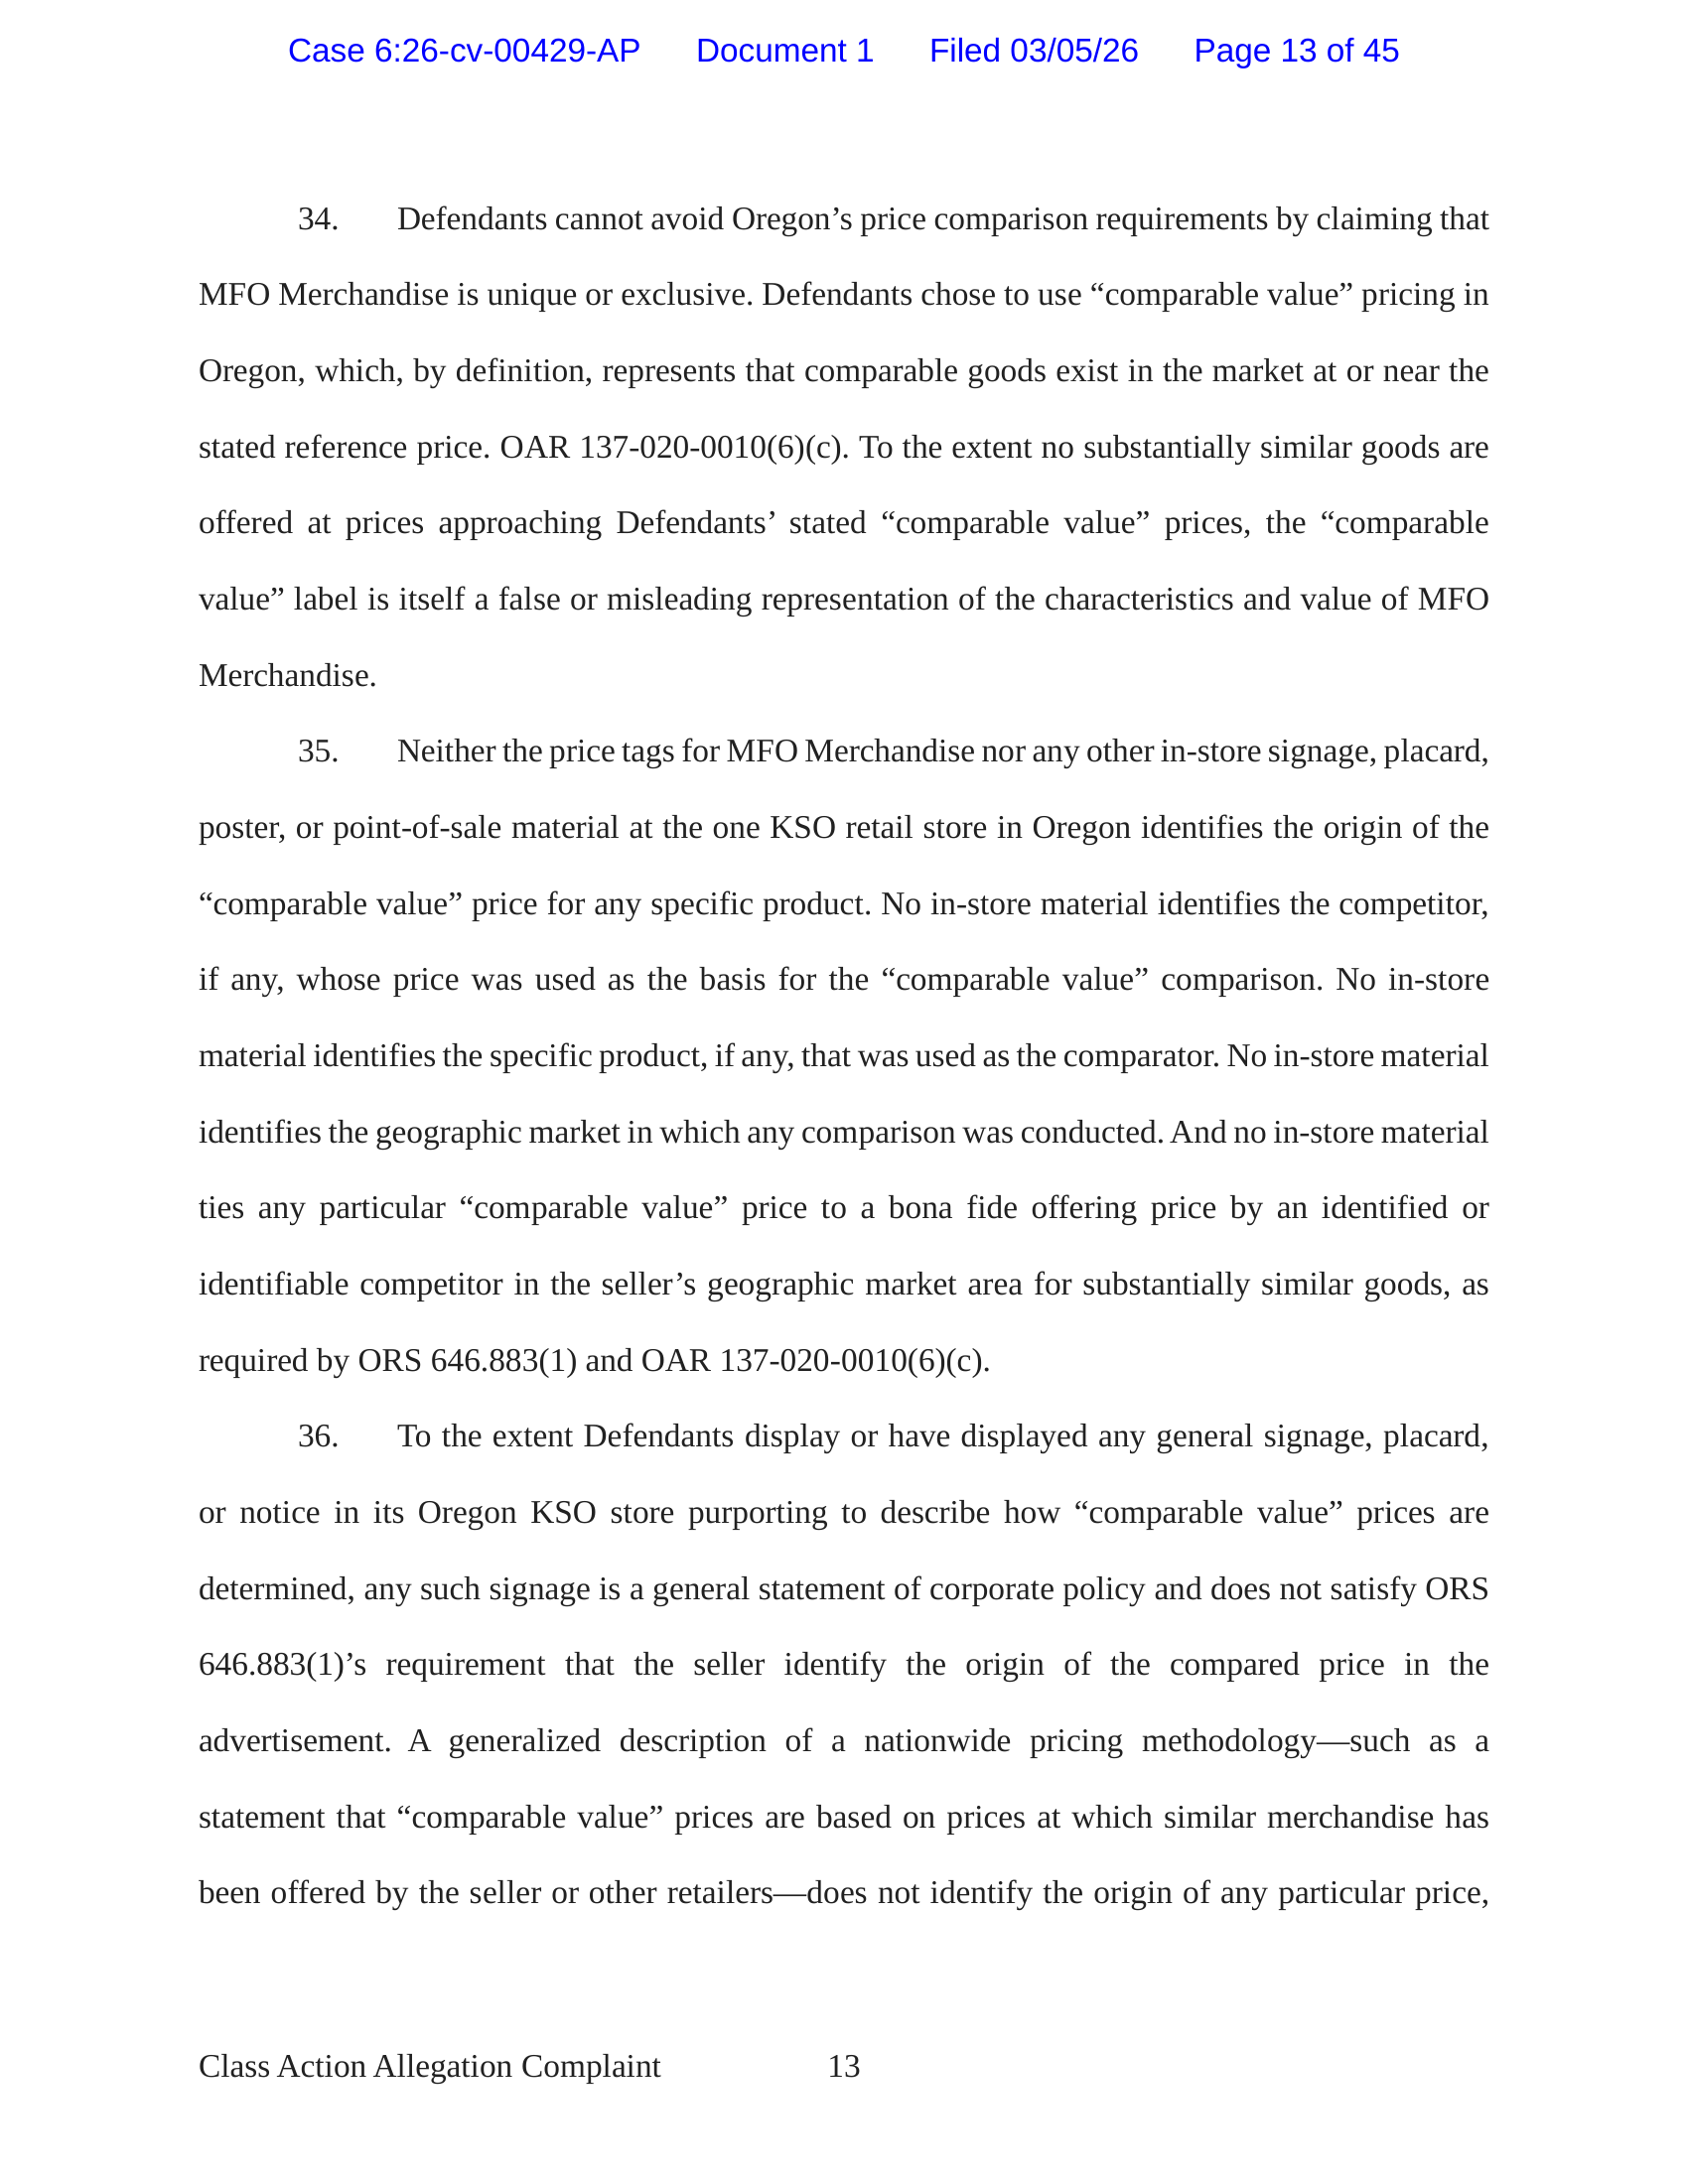 Case 6:26-cv-00429-AP Document 1 Filed 03/05/26 Page 13 of 45
34. Defendants cannot avoid Oregon’s price comparison requirements by claiming that
MFO Merchandise is unique or exclusive. Defendants chose to use “comparable value” pricing in
Oregon, which, by definition, represents that comparable goods exist in the market at or near the
stated reference price. OAR 137-020-0010(6)(c). To the extent no substantially similar goods are
offered at prices approaching Defendants’ stated “comparable value” prices, the “comparable
value” label is itself a false or misleading representation of the characteristics and value of MFO
Merchandise.
35. Neither the price tags for MFO Merchandise nor any other in-store signage, placard,
poster, or point-of-sale material at the one KSO retail store in Oregon identifies the origin of the
“comparable value” price for any specific product. No in-store material identifies the competitor,
if any, whose price was used as the basis for the “comparable value” comparison. No in-store
material identifies the specific product, if any, that was used as the comparator. No in-store material
identifies the geographic market in which any comparison was conducted. And no in-store material
ties any particular “comparable value” price to a bona fide offering price by an identified or
identifiable competitor in the seller’s geographic market area for substantially similar goods, as
required by ORS 646.883(1) and OAR 137-020-0010(6)(c).
36. To the extent Defendants display or have displayed any general signage, placard,
or notice in its Oregon KSO store purporting to describe how “comparable value” prices are
determined, any such signage is a general statement of corporate policy and does not satisfy ORS
646.883(1)’s requirement that the seller identify the origin of the compared price in the
advertisement. A generalized description of a nationwide pricing methodology—such as a
statement that “comparable value” prices are based on prices at which similar merchandise has
been offered by the seller or other retailers—does not identify the origin of any particular price,
Class Action Allegation Complaint 13